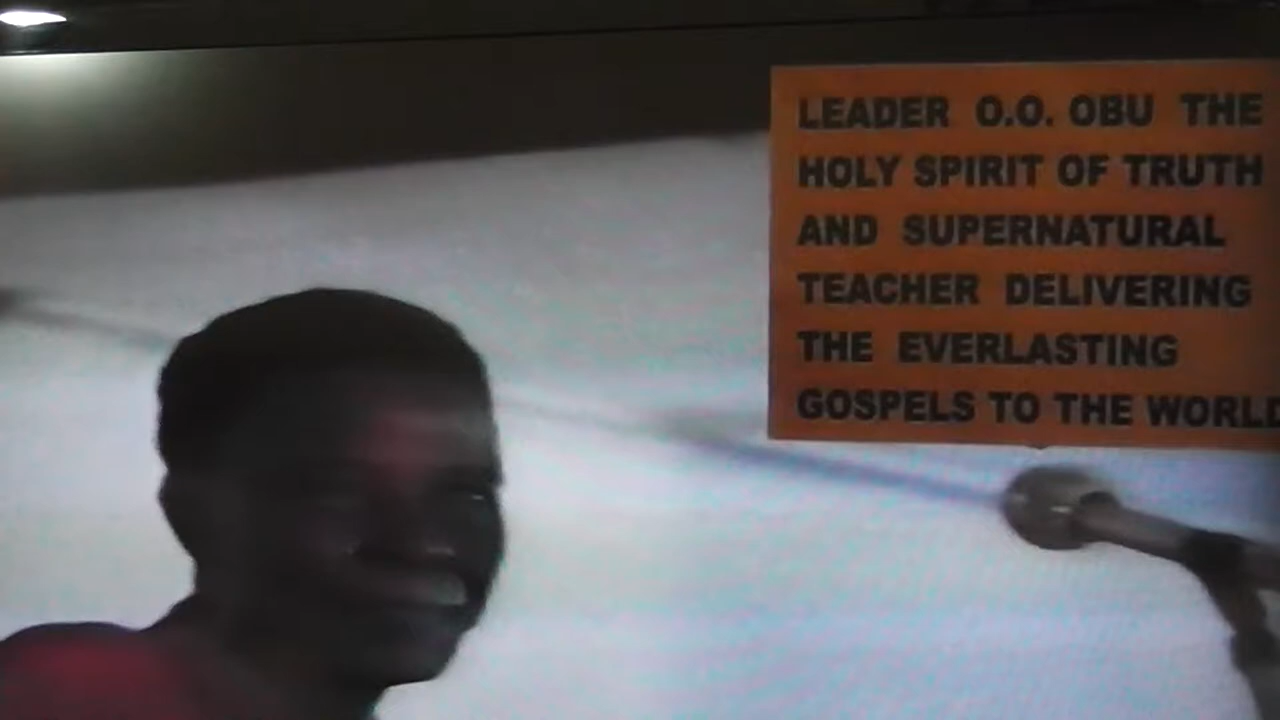 LEADER O.O. OBU THE
HOLY SPIRIT OF TRUTH
AND SUPERNATURAL
TEACHER DELIVERING
THE EVERLASTING
GOSPELS TO THE WORLD